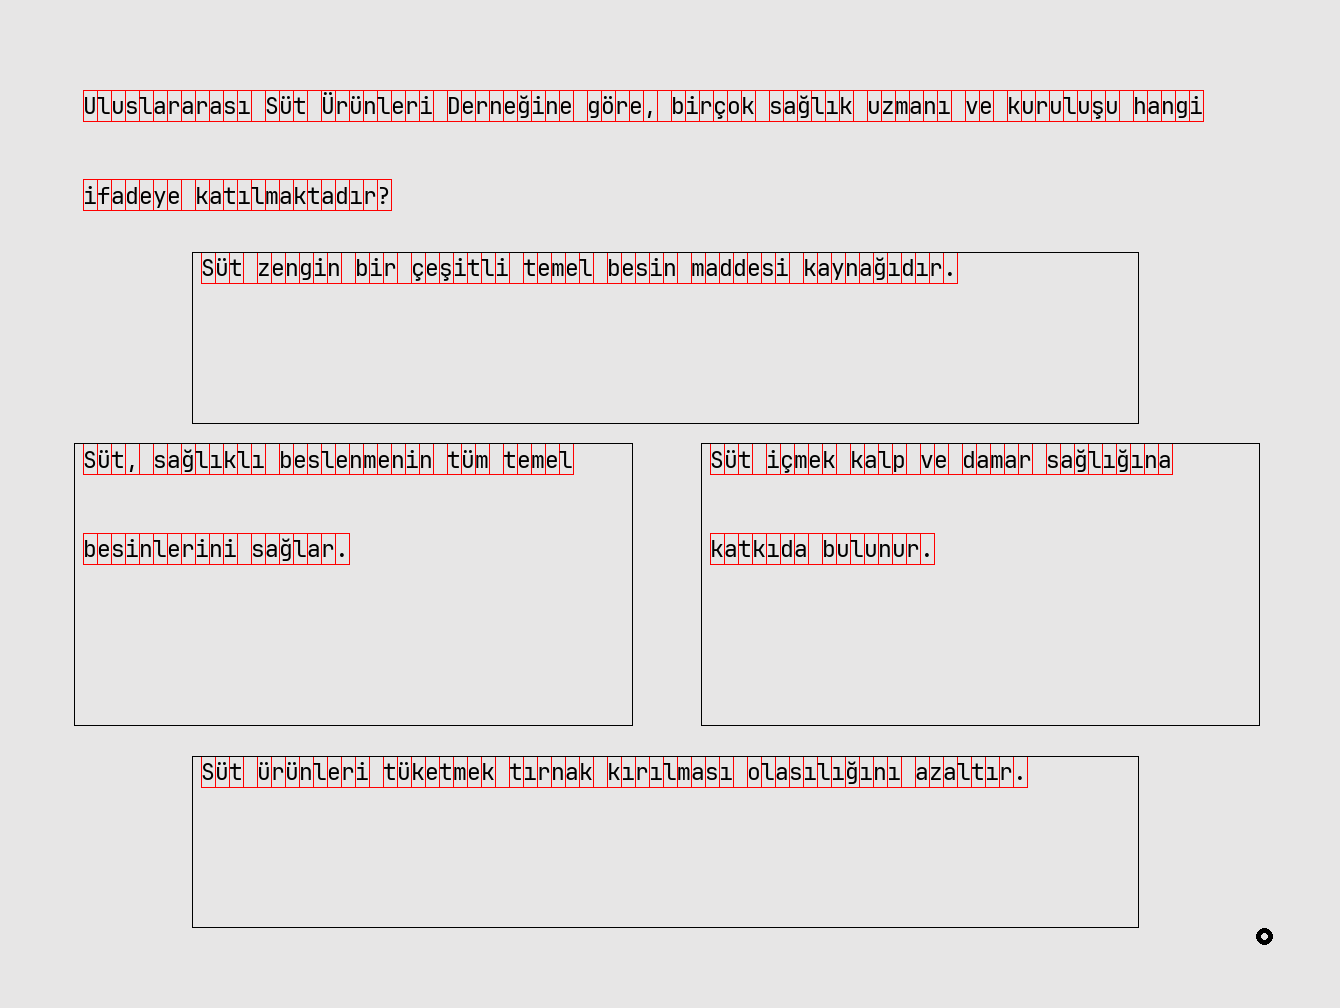 Uluslararası Süt Ürünleri Derneğine göre, birçok sağlık uzmanı ve kuruluşu hangi
ifadeye katılmaktadır?
Süt zengin bir çeşitli temel besin maddesi kaynağıdır.
Süt, sağlıklı beslenmenin tüm temel
besinlerini sağlar.
Süt içmek kalp ve damar sağlığına
katkıda bulunur.
Süt ürünleri tüketmek tırnak kırılması olasılığını azaltır.